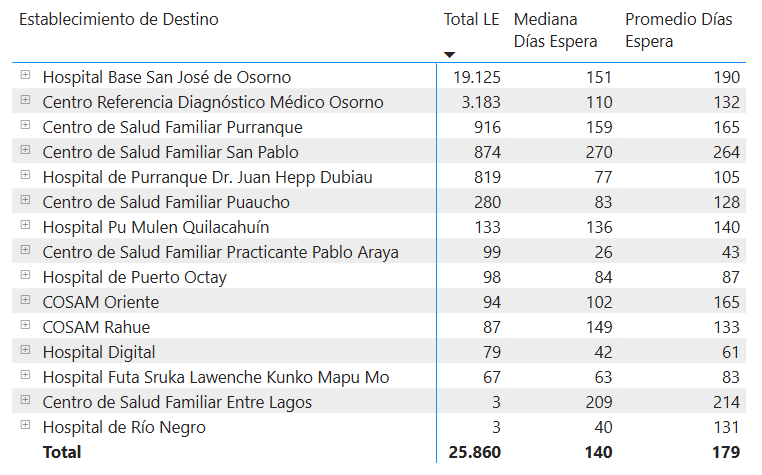 Establecimiento de Destino Total LE Mediana Días Espera Promedio Días Espera
Hospital Base San José de Osorno 19.125 151 190
Centro Referencia Diagnóstico Médico Osorno 3.183 110 132
Centro de Salud Familiar Purranque 916 159 165
Centro de Salud Familiar San Pablo 874 270 264
Hospital de Purranque Dr. Juan Hepp Dubiau 819 77 105
Centro de Salud Familiar Puaucho 280 83 128
Hospital Pu Mulen Quilacahuín 133 136 140
Centro de Salud Familiar Practicante Pablo Araya 99 26 43
Hospital de Puerto Octay 98 84 87
COSAM Oriente 94 102 165
COSAM Rahue 87 149 133
Hospital Digital 79 42 61
Hospital Futa Sruka Lawenche Kunko Mapu Mo 67 63 83
Centro de Salud Familiar Entre Lagos 3 209 214
Hospital de Río Negro 3 40 131
Total 25.860 140 179